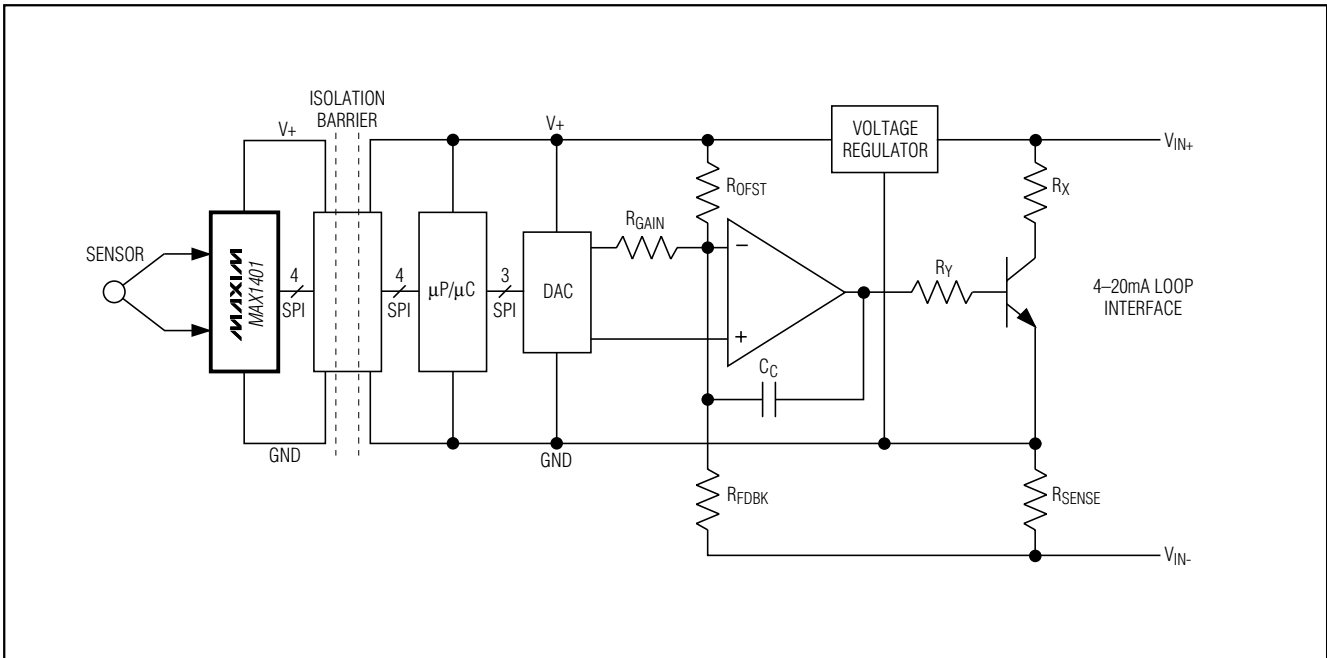 ISOLATION
BARRIER
V+
V+
VOLTAGE
REGULATOR
VIN+
ROFST
RX
RGAIN
SENSOR
MAXIM
MAX1401
4
SPI
4
SPI
µP/µC
3
SPI
DAC
−
+
RY
4–20mA LOOP
INTERFACE
CC
GND
GND
RFDBK
RSENSE
VIN-